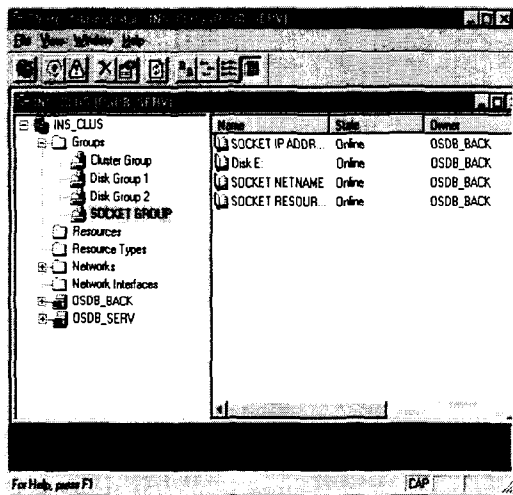 File View Window Help
INS_CLUS
Groups
Cluster Group
Disk Group 1
Disk Group 2
SOCKET GROUP
Resources
Resource Types
Networks
Network Interfaces
OSDB_BACK
OSDB_SERV
Name State Owner
SOCKET IP ADDR... Online OSDB_BACK
Disk E: Online OSDB_BACK
SOCKET NETNAME Online OSDB_BACK
SOCKET RESOUR... Online OSDB_BACK
For Help, press F1 CAP